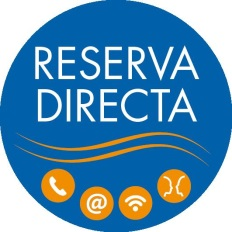 RESERVA
DIRECTA
@